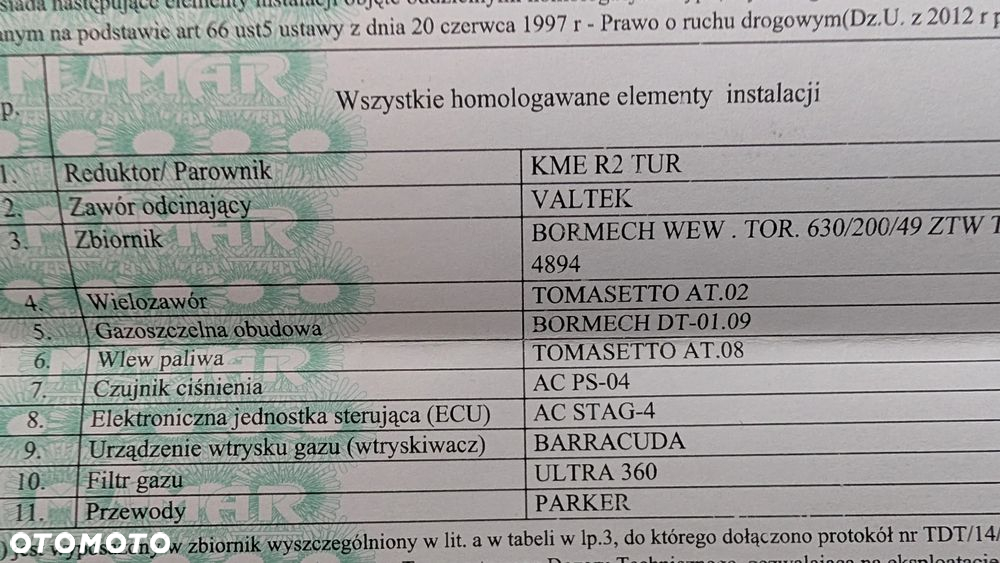 następujące elementy instalacji objęte
na podstawie art 66 ust5 ustawy z dnia 20 czerwca 1997 r - Prawo o ruchu drogowym(Dz.U. z 2012 r
p. Wszystkie homologawane elementy instalacji
1. Reduktor/ Parownik KME R2 TUR
2. Zawór odcinający VALTEK
3. Zbiornik BORMECH WEW . TOR. 630/200/49 ZTW
4894
4. Wielozawór TOMASETTO AT.02
5. Gazoszczelna obudowa BORMECH DT-01.09
6. Wlew paliwa TOMASETTO AT.08
7. Czujnik ciśnienia AC PS-04
8. Elektroniczna jednostka sterująca (ECU) AC STAG-4
9. Urządzenie wtrysku gazu (wtryskiwacz) BARRACUDA
10. Filtr gazu ULTRA 360
11. Przewody PARKER
w zbiornik wyszczególniony w lit. a w tabeli w lp.3, do którego dołączono protokół nr TDT/14/
OTOMOTO